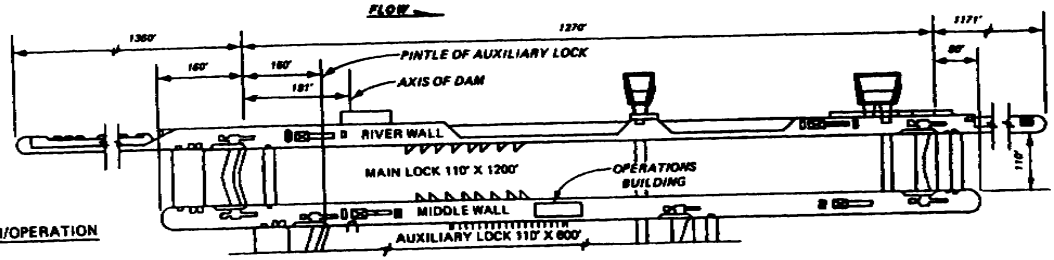 FLOW
1360'
1270'
1171'
PINTLE OF AUXILIARY LOCK
160'
160'
181'
AXIS OF DAM
RIVER WALL
MAIN LOCK 110' X 1200'
OPERATIONS
BUILDING
110'
MIDDLE WALL
AUXILIARY LOCK 110' X 600'
/OPERATION